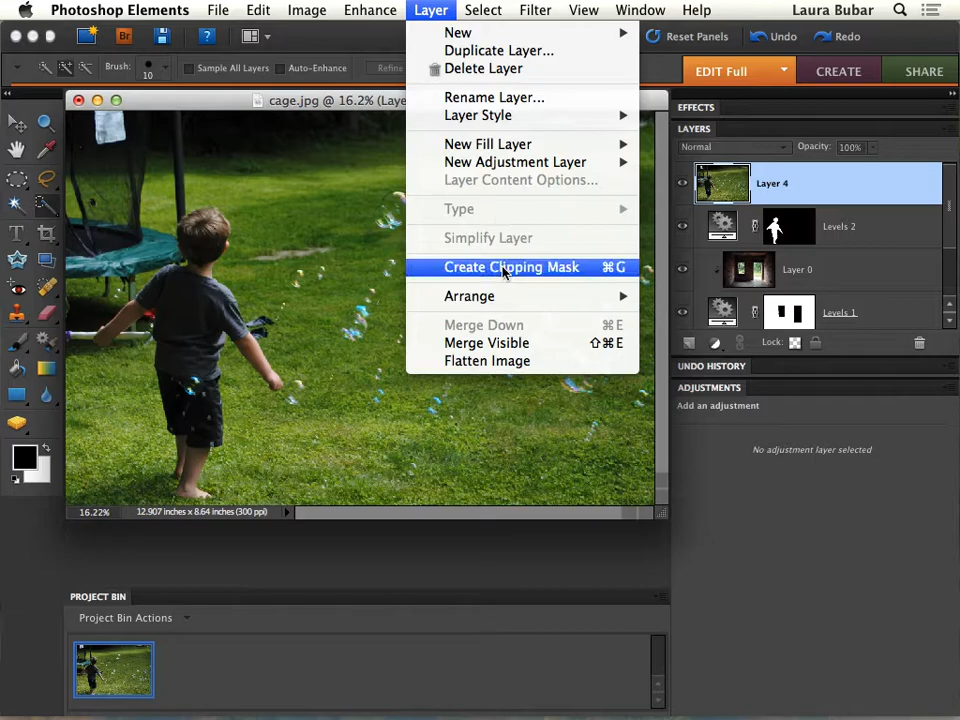 Photoshop Elements File Edit Image Enhance Layer Select Filter View Window Help Laura Bubar
Br ? Reset Panels Undo Redo
Brush: 10 Sample All Layers Auto-Enhance Refine
EDIT Full CREATE SHARE
cage.jpg @ 16.2% (Laye
New
Duplicate Layer...
Delete Layer
Rename Layer...
Layer Style
New Fill Layer
New Adjustment Layer
Layer Content Options...
Type
Simplify Layer
Create Clipping Mask ⌘G
Arrange
Merge Down ⌘E
Merge Visible ⇧⌘E
Flatten Image
EFFECTS
LAYERS
Normal Opacity: 100%
Layer 4
Levels 2
Layer 0
Levels 1
Lock:
UNDO HISTORY
ADJUSTMENTS
Add an adjustment
No adjustment layer selected
T
16.22% 12.907 inches x 8.64 inches (300 ppi)
PROJECT BIN
Project Bin Actions